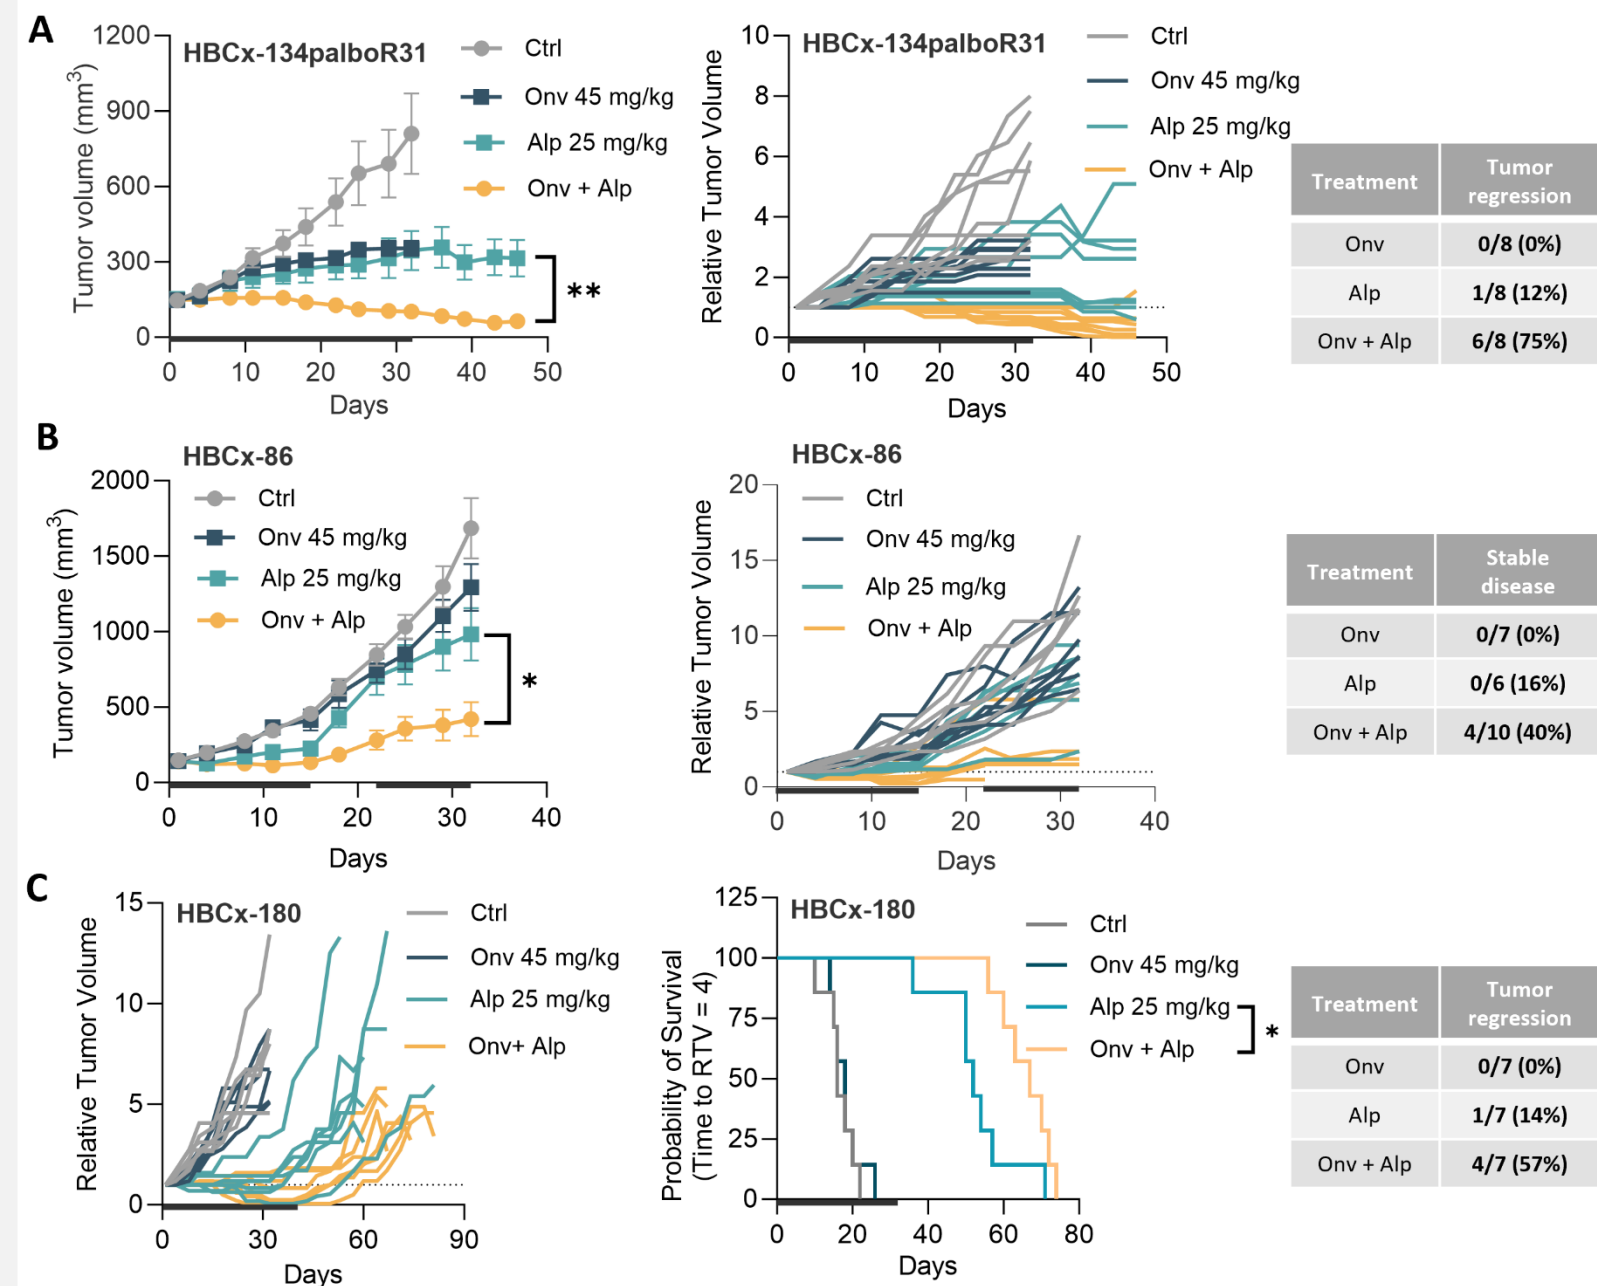 A
HBCx-134palboR31
Tumor volume (mm³)
1200
900
600
300
0
Ctrl
Onv 45 mg/kg
Alp 25 mg/kg
Onv + Alp
**
0 10 20 30 40 50
Days
HBCx-134palboR31
Relative Tumor Volume
10
8
6
4
2
0
Ctrl
Onv 45 mg/kg
Alp 25 mg/kg
Onv + Alp
0 10 20 30 40 50
Days
Treatment Tumor regression
Onv 0/8 (0%)
Alp 1/8 (12%)
Onv + Alp 6/8 (75%)
B
HBCx-86
Tumor volume (mm³)
2000
1500
1000
500
0
Ctrl
Onv 45 mg/kg
Alp 25 mg/kg
Onv + Alp
*
0 10 20 30 40
Days
HBCx-86
Relative Tumor Volume
20
15
10
5
0
Ctrl
Onv 45 mg/kg
Alp 25 mg/kg
Onv + Alp
0 10 20 30 40
Days
Treatment Stable disease
Onv 0/7 (0%)
Alp 0/6 (16%)
Onv + Alp 4/10 (40%)
C
HBCx-180
Relative Tumor Volume
15
10
5
0
Ctrl
Onv 45 mg/kg
Alp 25 mg/kg
Onv+ Alp
0 30 60 90
Days
HBCx-180
Probability of Survival
(Time to RTV = 4)
125
100
75
50
25
0
Ctrl
Onv 45 mg/kg
Alp 25 mg/kg
Onv + Alp
*
0 20 40 60 80
Days
Treatment Tumor regression
Onv 0/7 (0%)
Alp 1/7 (14%)
Onv + Alp 4/7 (57%)